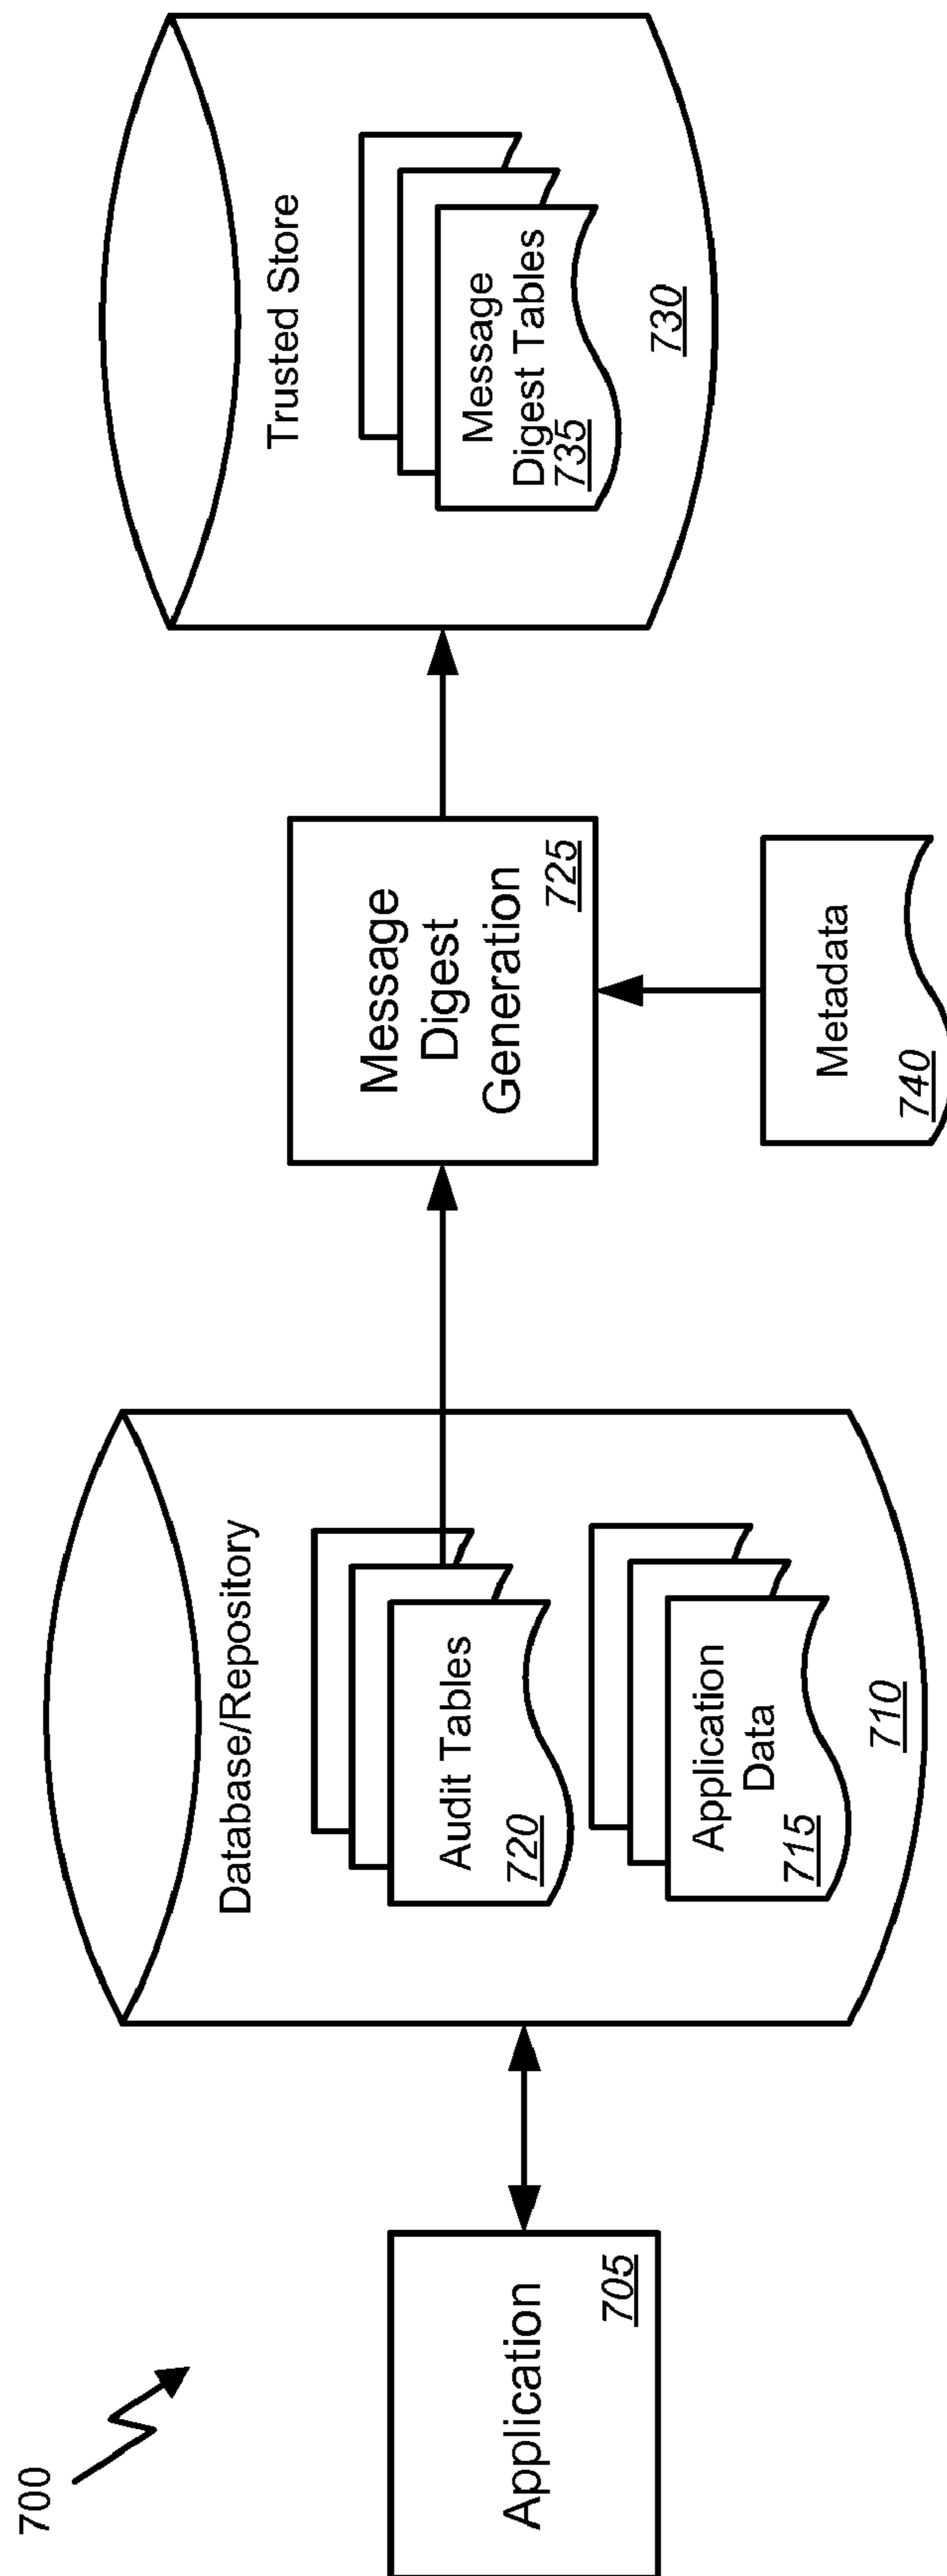 700
Application
705
Database/Repository
Audit Tables
720
Application
Data
715
710
Message
Digest
Generation
725
Metadata
740
Trusted Store
Message
Digest Tables
735
730